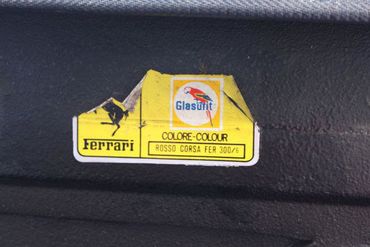 Glasurit
Ferrari
COLORE-COLOUR
ROSSO CORSA FER 300/6